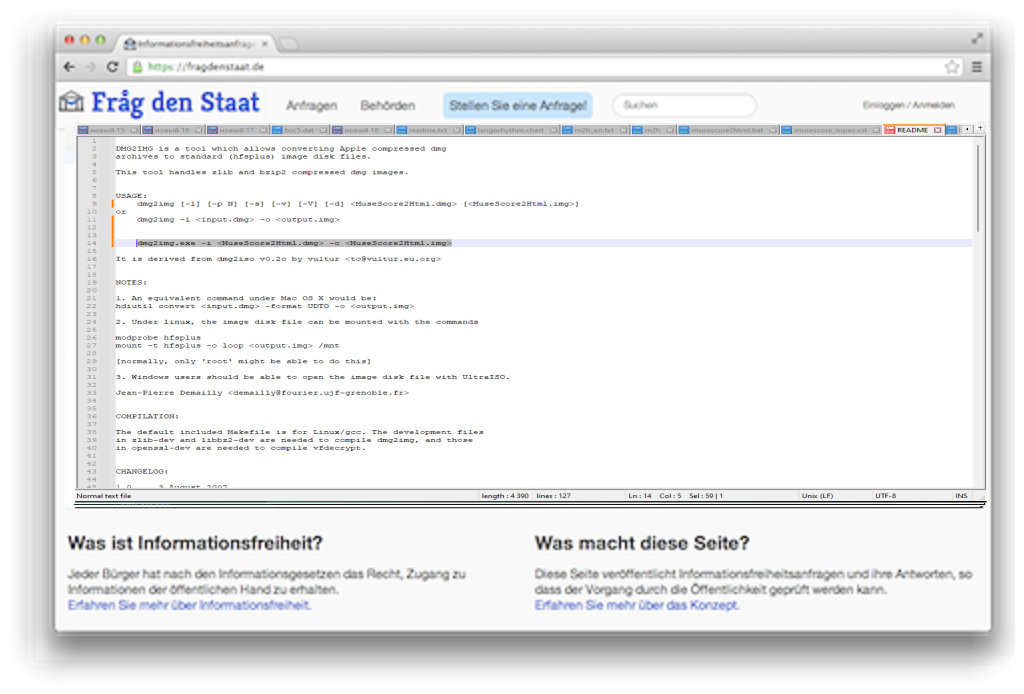 Informationsfreiheitsanfrag
https://fragdenstaat.de
Fråg den Staat
Anfragen
Behörden
Stellen Sie eine Anfrage!
Suchen
Einloggen / Anmelden
новый 15
новый 16
новый 17
bsc5.dat
новый 18
readme.txt
langorhythm.chart
m2h_en.txt
m2h
musescore2html.bat
musescore_mpos.xsl
README
1
2 DMG2IMG is a tool which allows converting Apple compressed dmg
3 archives to standard (hfsplus) image disk files.
4
5 This tool handles zlib and bzip2 compressed dmg images.
6
7
8 USAGE:
9 dmg2img [-l] [-p N] [-s] [-v] [-V] [-d] <MuseScore2Html.dmg> [<MuseScore2Html.img>]
10 or
11 dmg2img -i <input.dmg> -o <output.img>
12
13
14 dmg2img.exe -i <MuseScore2Html.dmg> -o <MuseScore2Html.img>
15
16 It is derived from dmg2iso v0.2c by vultur <to@vultur.eu.org>
17
18
19 NOTES:
20
21 1. An equivalent command under Mac OS X would be:
22 hdiutil convert <input.dmg> -format UDTO -o <output.img>
23
24 2. Under linux, the image disk file can be mounted with the commands
25
26 modprobe hfsplus
27 mount -t hfsplus -o loop <output.img> /mnt
28
29 [normally, only 'root' might be able to do this]
30
31 3. Windows users should be able to open the image disk file with UltraISO.
32
33 Jean-Pierre Demailly <demailly@fourier.ujf-grenoble.fr>
34
35
36 COMPILATION:
37
38 The default included Makefile is for Linux/gcc. The development files
39 in zlib-dev and libbz2-dev are needed to compile dmg2img, and those
40 in openssl-dev are needed to compile vfdecrypt.
41
42
43 CHANGELOG:
44
45 1.0 3 August 2007
Normal text file
length : 4 390 lines : 127
Ln : 14 Col : 5 Sel : 59 | 1
Unix (LF)
UTF-8
INS
Was ist Informationsfreiheit?
Jeder Bürger hat nach den Informationsgesetzen das Recht, Zugang zu
Informationen der öffentlichen Hand zu erhalten.
Erfahren Sie mehr über Informationsfreiheit.
Was macht diese Seite?
Diese Seite veröffentlicht Informationsfreiheitsanfragen und ihre Antworten, so
dass der Vorgang durch die Öffentlichkeit geprüft werden kann.
Erfahren Sie mehr über das Konzept.